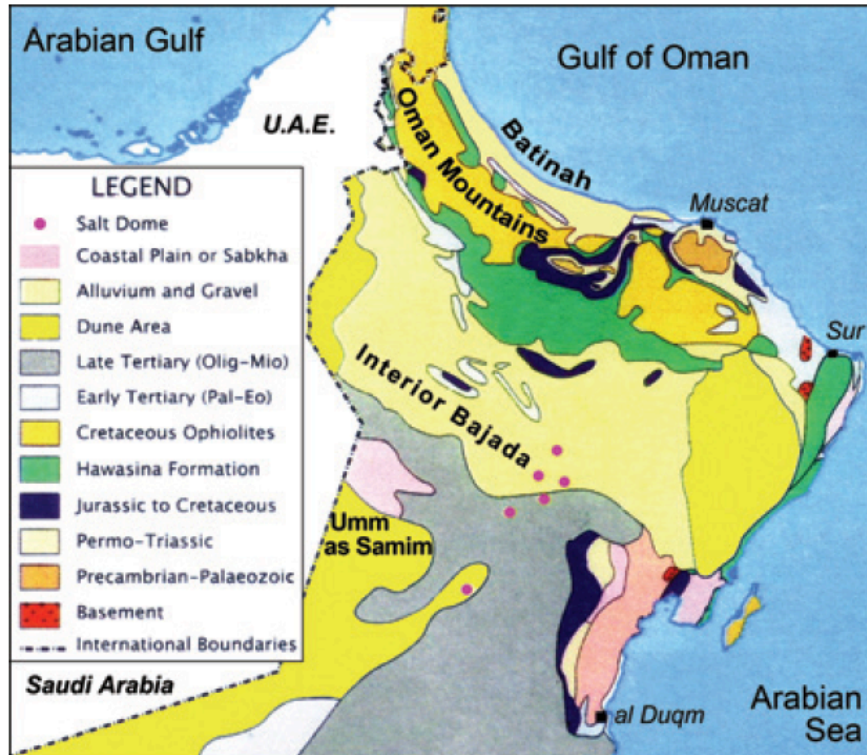 Arabian Gulf
Gulf of Oman
U.A.E.
Oman Mountains
Batinah
Muscat
LEGEND
Salt Dome
Coastal Plain or Sabkha
Alluvium and Gravel
Dune Area
Late Tertiary (Olig-Mio)
Early Tertiary (Pal-Eo)
Cretaceous Ophiolites
Hawasina Formation
Jurassic to Cretaceous
Permo-Triassic
Precambrian-Palaeozoic
Basement
International Boundaries
Sur
Interior Bajada
Umm
as Samim
Saudi Arabia
al Duqm
Arabian
Sea